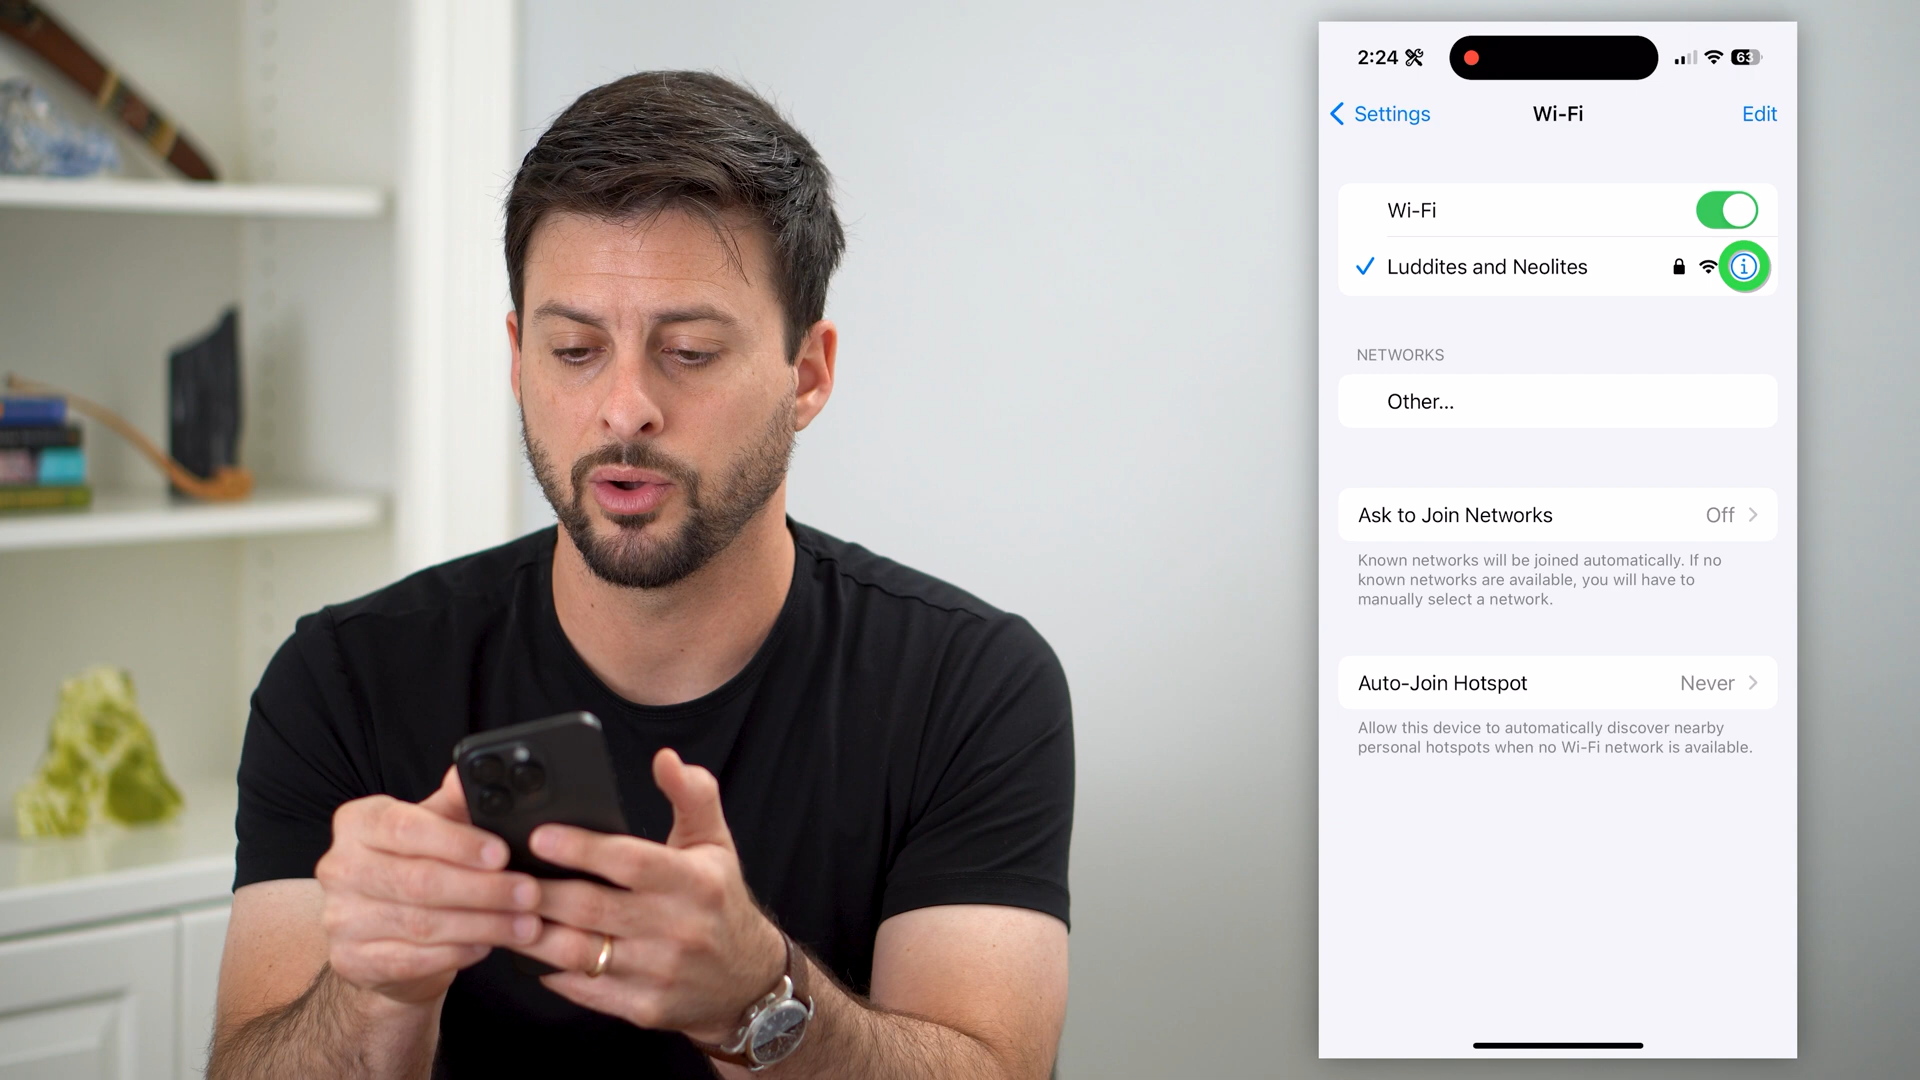 2:24
63
Settings
Wi-Fi
Edit
Wi-Fi
Luddites and Neolites
NETWORKS
Other...
Ask to Join Networks
Off
Known networks will be joined automatically. If no
known networks are available, you will have to
manually select a network.
Auto-Join Hotspot
Never
Allow this device to automatically discover nearby
personal hotspots when no Wi-Fi network is available.